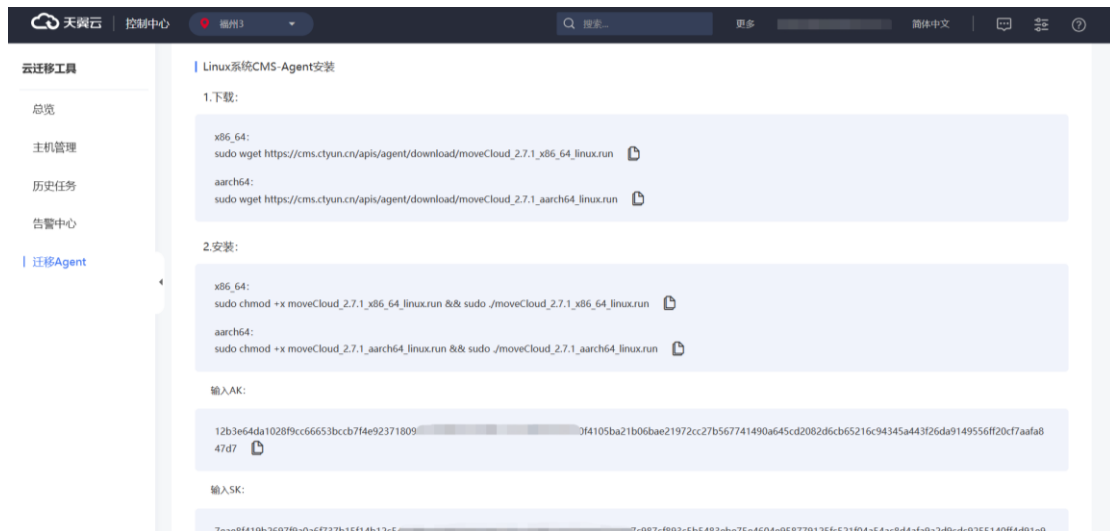 天翼云 控制中心 福州3 搜索... 更多 简体中文
云迁移工具
总览
主机管理
历史任务
告警中心
迁移Agent
Linux系统CMS-Agent安装
1.下载:
x86_64:
sudo wget https://cms.ctyun.cn/apis/agent/download/moveCloud_2.7.1_x86_64_linux.run
aarch64:
sudo wget https://cms.ctyun.cn/apis/agent/download/moveCloud_2.7.1_aarch64_linux.run
2.安装:
x86_64:
sudo chmod +x moveCloud_2.7.1_x86_64_linux.run && sudo ./moveCloud_2.7.1_x86_64_linux.run
aarch64:
sudo chmod +x moveCloud_2.7.1_aarch64_linux.run && sudo ./moveCloud_2.7.1_aarch64_linux.run
输入AK:
12b3e64da1028f9cc66653bccb7f4e92371809 0f4105ba21b06bae21972cc27b567741490a645cd2082d6cb65216c94345a443f26da9149556ff20cf7aafa8
47d7
输入SK: